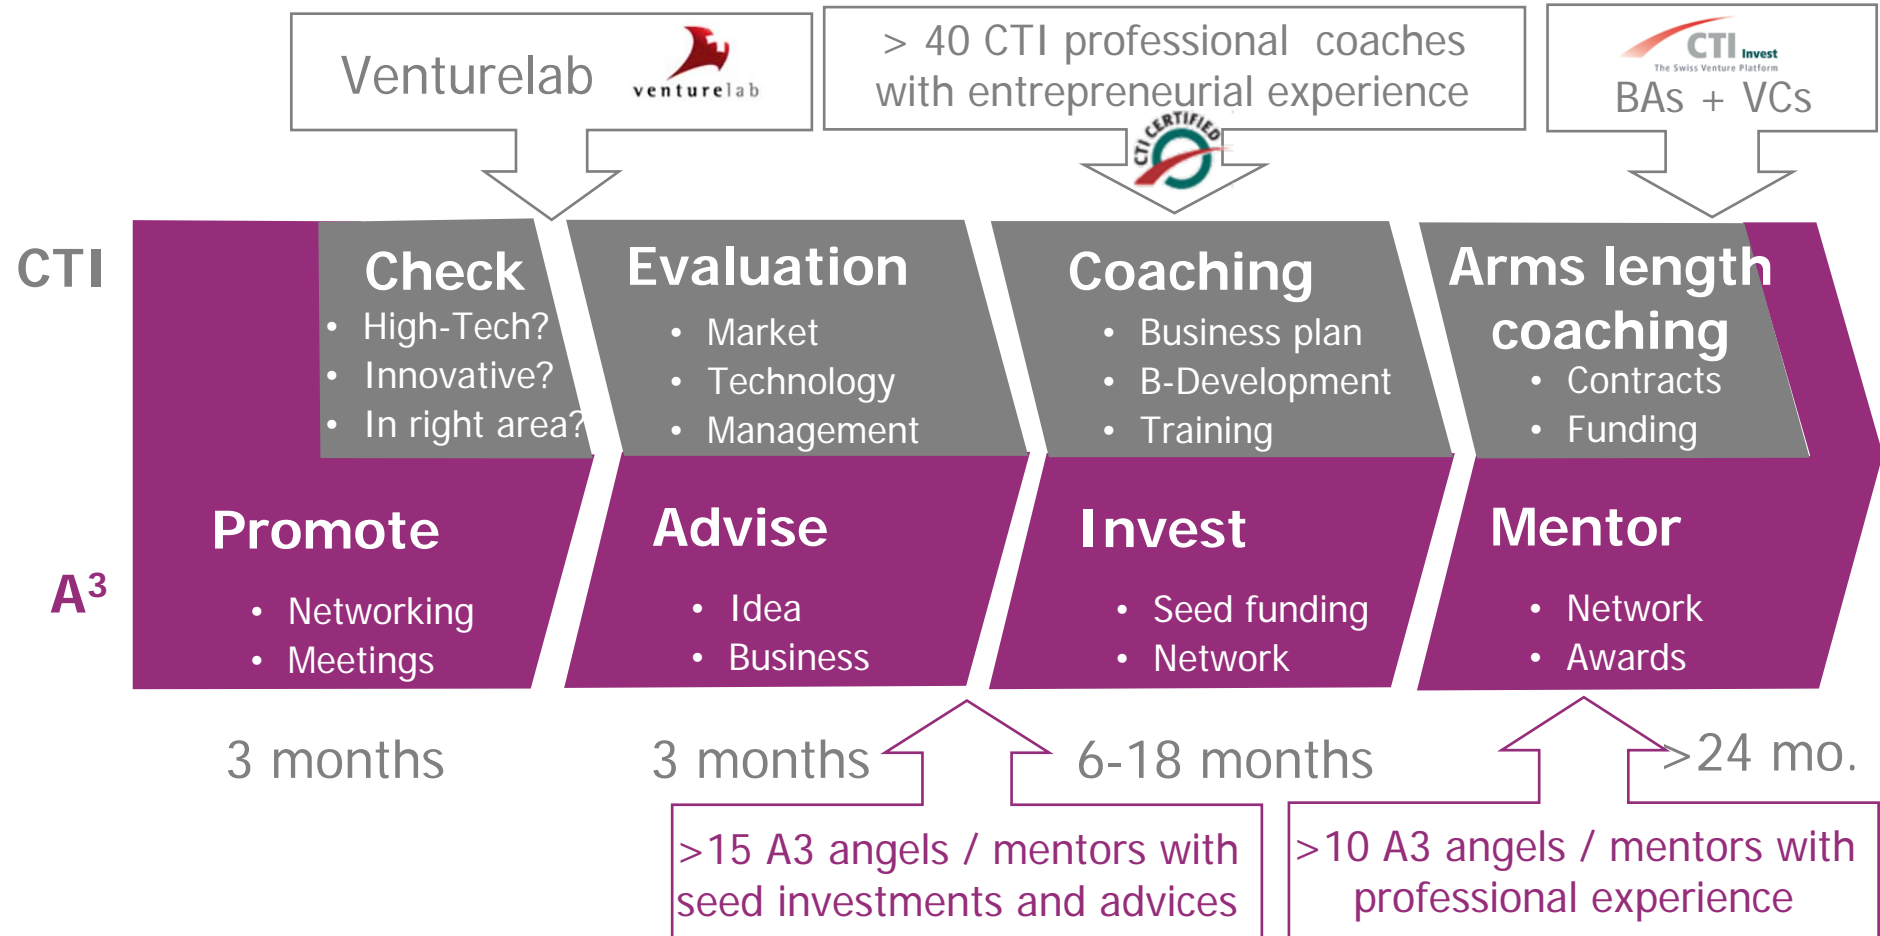 Venturelab
venturelab
> 40 CTI professional coaches
with entrepreneurial experience
CTI CERTIFIED
CTI Invest
The Swiss Venture Platform
BAs + VCs
CTI
Check
• High-Tech?
• Innovative?
• In right area?
Evaluation
• Market
• Technology
• Management
Coaching
• Business plan
• B-Development
• Training
Arms length
coaching
• Contracts
• Funding
A³
Promote
• Networking
• Meetings
Advise
• Idea
• Business
Invest
• Seed funding
• Network
Mentor
• Network
• Awards
3 months
3 months
6-18 months
>24 mo.
>15 A3 angels / mentors with
seed investments and advices
>10 A3 angels / mentors with
professional experience